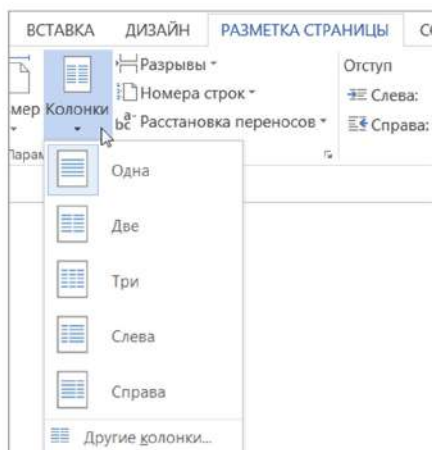 ВСТАВКА ДИЗАЙН РАЗМЕТКА СТРАНИЦЫ
Разрывы Отступ
Номера строк Слева:
Колонки
Расстановка переносов Справа:
Одна
Две
Три
Слева
Справа
Другие колонки...